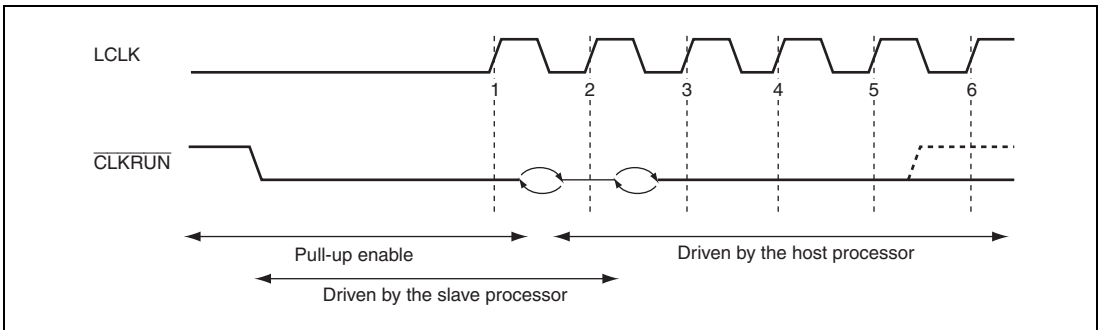 LCLK
1 2 3 4 5 6
C̅L̅K̅R̅U̅N̅
Pull-up enable
Driven by the host processor
Driven by the slave processor